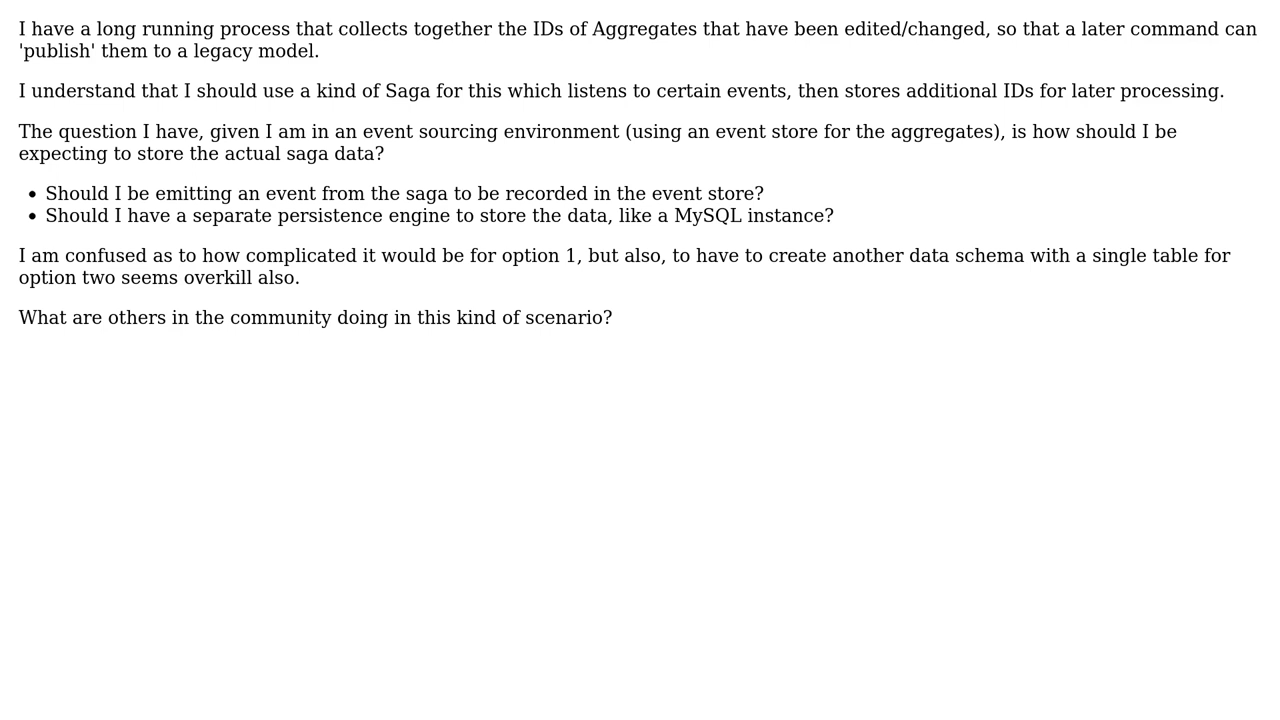 I have a long running process that collects together the IDs of Aggregates that have been edited/changed, so that a later command can
'publish' them to a legacy model.
I understand that I should use a kind of Saga for this which listens to certain events, then stores additional IDs for later processing.
The question I have, given I am in an event sourcing environment (using an event store for the aggregates), is how should I be
expecting to store the actual saga data?
• Should I be emitting an event from the saga to be recorded in the event store?
• Should I have a separate persistence engine to store the data, like a MySQL instance?
I am confused as to how complicated it would be for option 1, but also, to have to create another data schema with a single table for
option two seems overkill also.
What are others in the community doing in this kind of scenario?